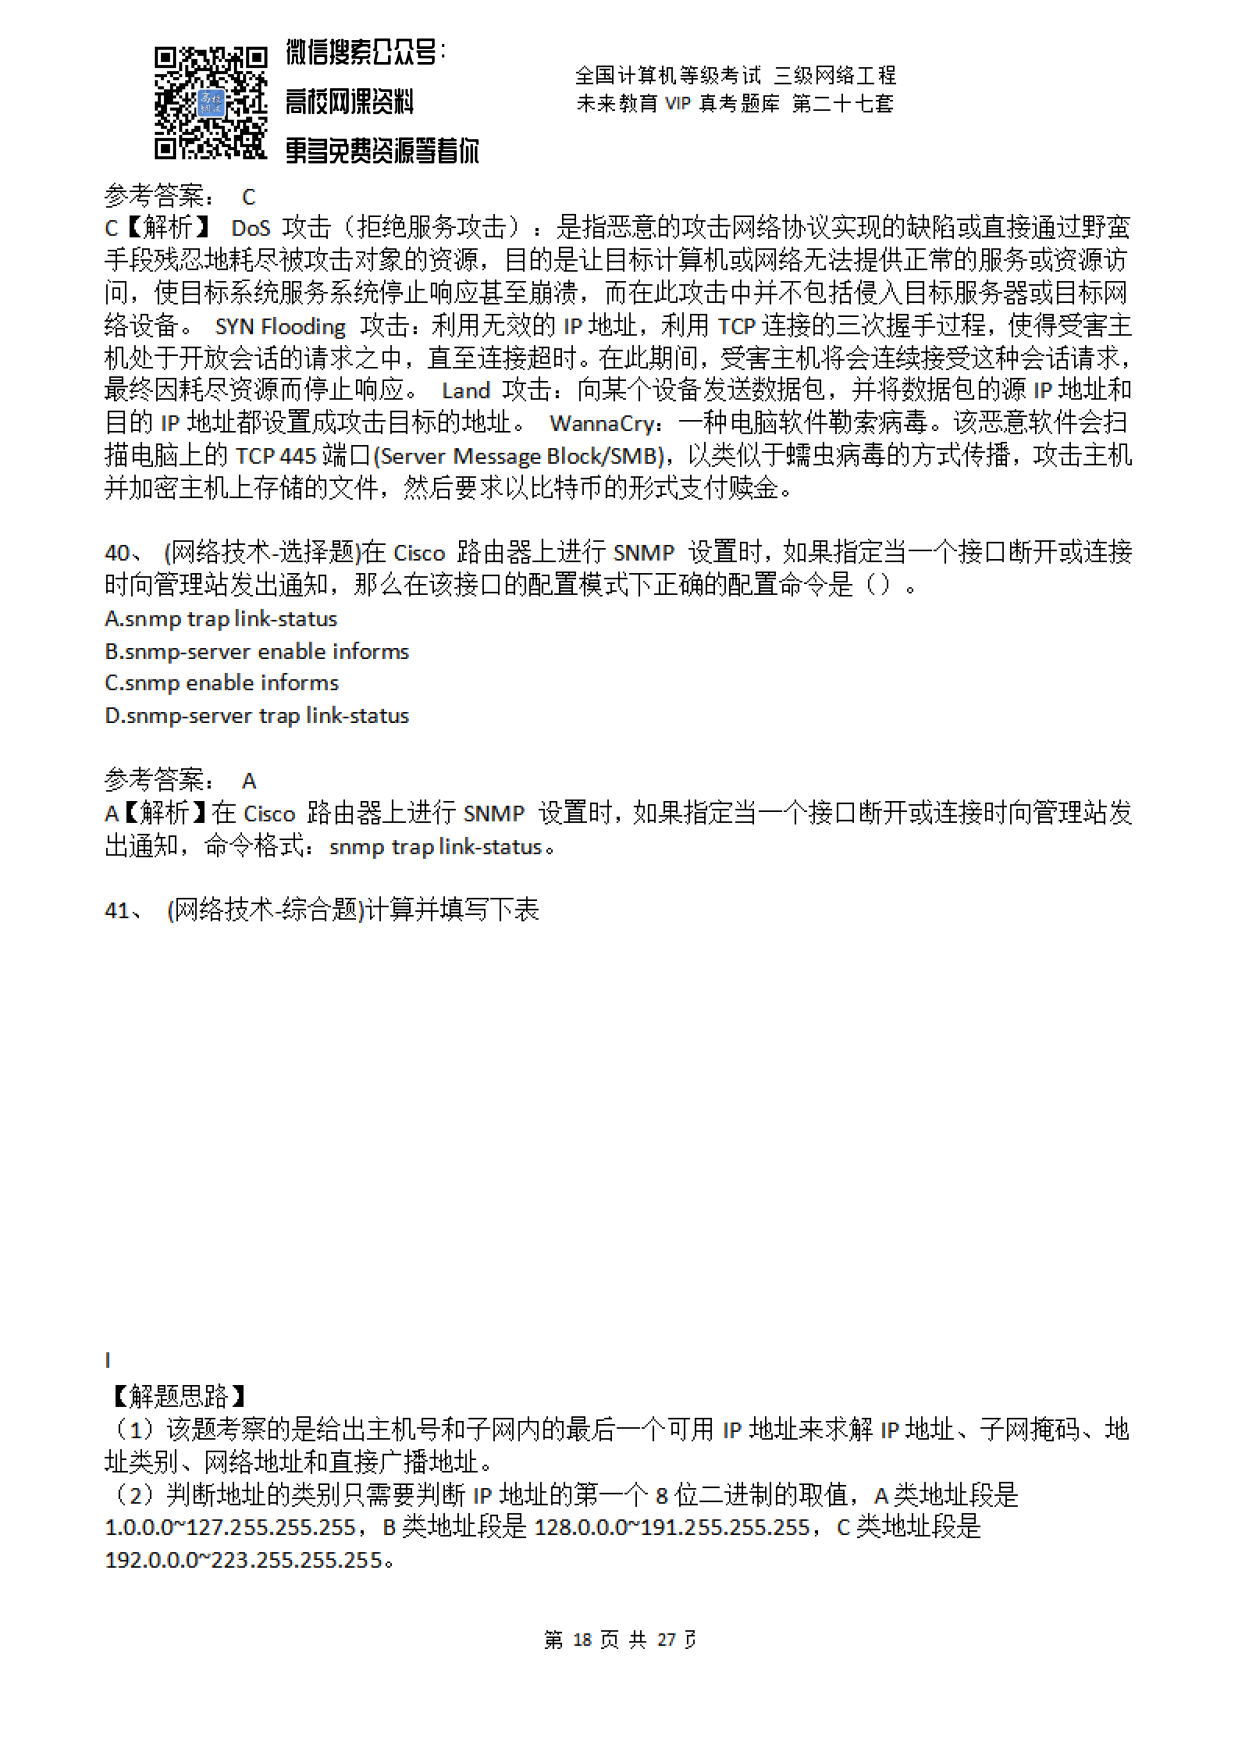 微信搜索公众号：
高校网课资料
更多免费资源等着你
全国计算机等级考试 三级网络工程
未来教育 VIP 真考题库 第二十七套
参考答案： C
C【解析】 DoS 攻击（拒绝服务攻击）：是指恶意的攻击网络协议实现的缺陷或直接通过野蛮
手段残忍地耗尽被攻击对象的资源，目的是让目标计算机或网络无法提供正常的服务或资源访
问，使目标系统服务系统停止响应甚至崩溃，而在此攻击中并不包括侵入目标服务器或目标网
络设备。 SYN Flooding 攻击：利用无效的 IP 地址，利用 TCP 连接的三次握手过程，使得受害主
机处于开放会话的请求之中，直至连接超时。在此期间，受害主机将会连续接受这种会话请求，
最终因耗尽资源而停止响应。 Land 攻击：向某个设备发送数据包，并将数据包的源 IP 地址和
目的 IP 地址都设置成攻击目标的地址。 WannaCry：一种电脑软件勒索病毒。该恶意软件会扫
描电脑上的 TCP 445 端口(Server Message Block/SMB)，以类似于蠕虫病毒的方式传播，攻击主机
并加密主机上存储的文件，然后要求以比特币的形式支付赎金。
40、 (网络技术-选择题)在 Cisco 路由器上进行 SNMP 设置时，如果指定当一个接口断开或连接
时向管理站发出通知，那么在该接口的配置模式下正确的配置命令是（）。
A.snmp trap link-status
B.snmp-server enable informs
C.snmp enable informs
D.snmp-server trap link-status
参考答案： A
A【解析】在 Cisco 路由器上进行 SNMP 设置时，如果指定当一个接口断开或连接时向管理站发
出通知，命令格式：snmp trap link-status。
41、 (网络技术-综合题)计算并填写下表
I
【解题思路】
（1）该题考察的是给出主机号和子网内的最后一个可用 IP 地址来求解 IP 地址、子网掩码、地
址类别、网络地址和直接广播地址。
（2）判断地址的类别只需要判断 IP 地址的第一个 8 位二进制的取值，A 类地址段是
1.0.0.0~127.255.255.255，B 类地址段是 128.0.0.0~191.255.255.255，C 类地址段是
192.0.0.0~223.255.255.255。
第 18 页 共 27